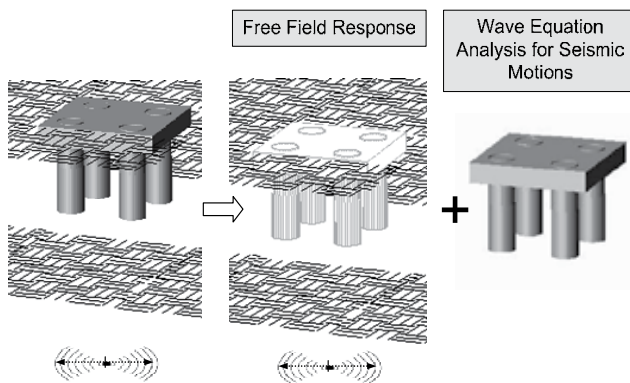 Free Field Response
Wave Equation
Analysis for Seismic
Motions